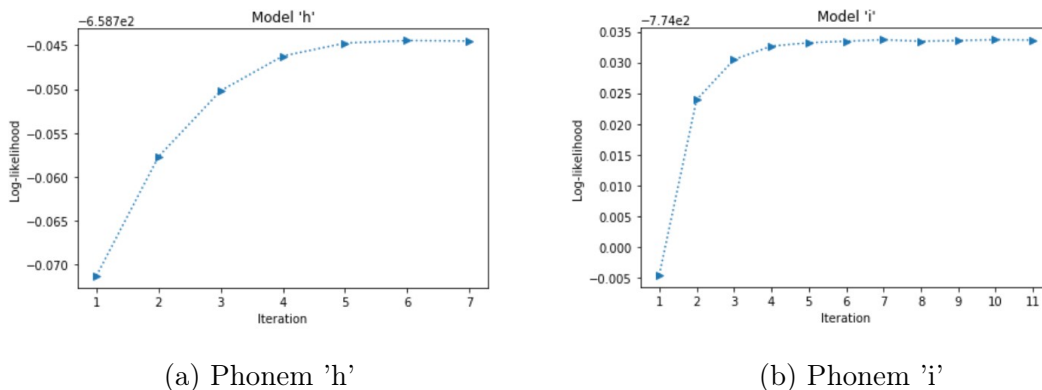 −6.587e2
Model 'h'
−0.045
−0.050
−0.055
−0.060
−0.065
−0.070
Log-likelihood
1 2 3 4 5 6 7
Iteration
(a) Phonem 'h'
−7.74e2
Model 'i'
0.035
0.030
0.025
0.020
0.015
0.010
0.005
0.000
−0.005
Log-likelihood
1 2 3 4 5 6 7 8 9 10 11
Iteration
(b) Phonem 'i'